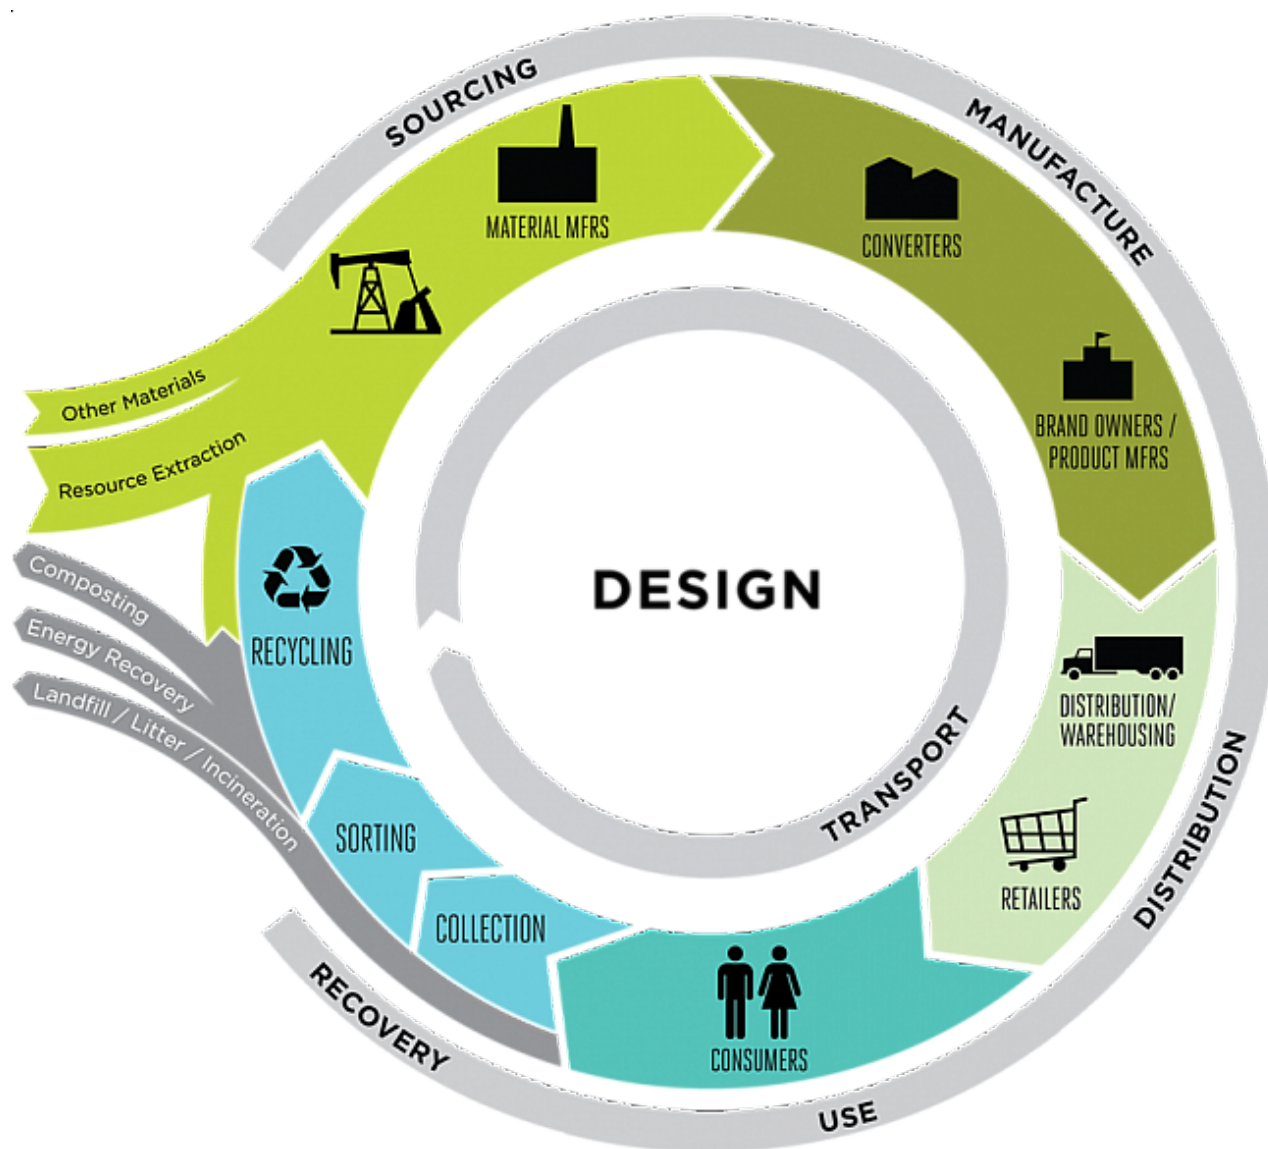 SOURCING
MANUFACTURE
MATERIAL MFRS
CONVERTERS
Other Materials
Resource Extraction
BRAND OWNERS /
PRODUCT MFRS
Composting
Energy Recovery
Landfill / Litter / Incineration
DESIGN
RECYCLING
DISTRIBUTION/
WAREHOUSING
TRANSPORT
SORTING
RETAILERS
DISTRIBUTION
COLLECTION
CONSUMERS
RECOVERY
USE